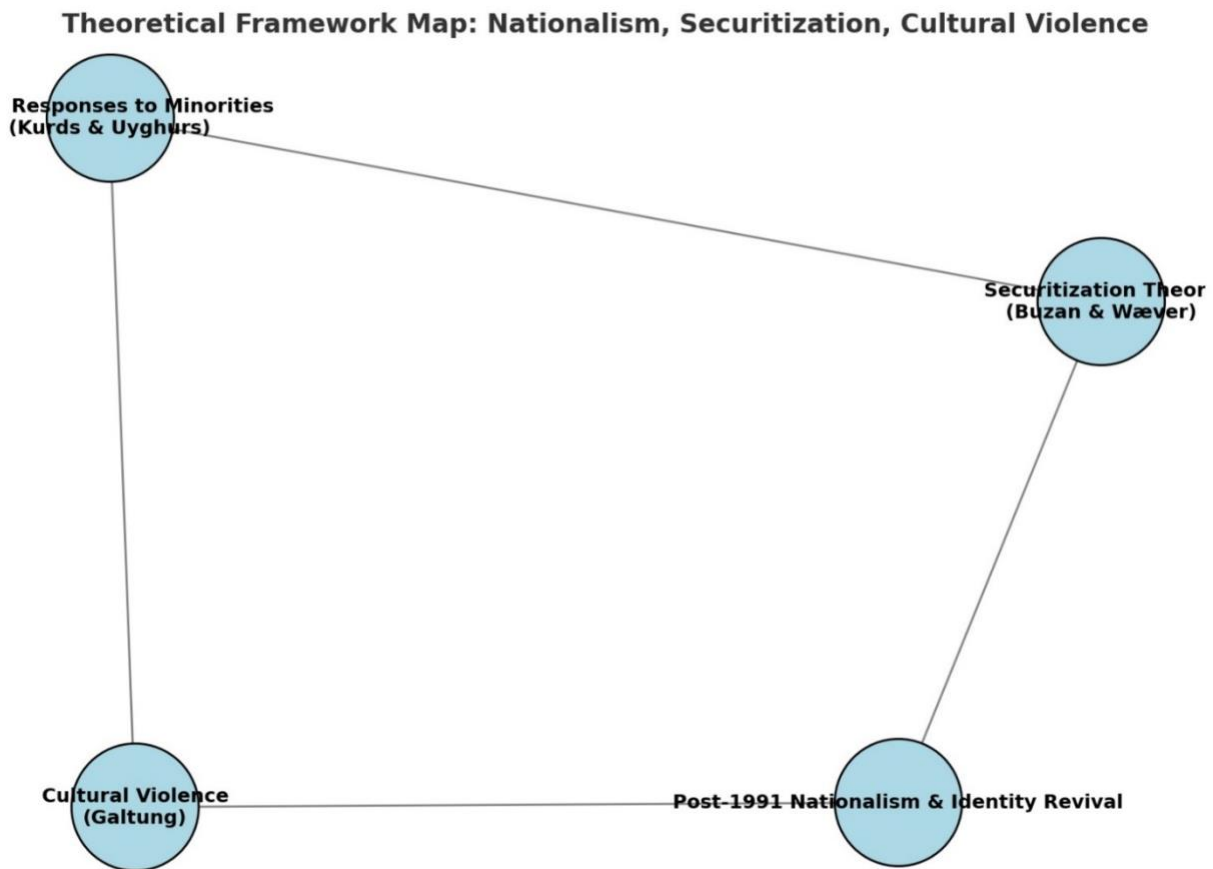 Theoretical Framework Map: Nationalism, Securitization, Cultural Violence
Responses to Minorities
(Kurds & Uyghurs)
Securitization Theor
(Buzan & Wæver)
Cultural Violence
(Galtung)
Post-1991 Nationalism & Identity Revival